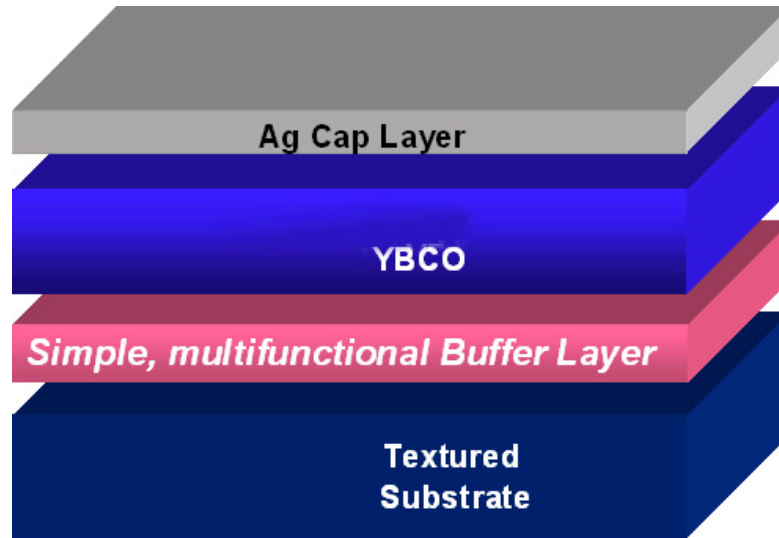 Ag Cap Layer
YBCO
Simple, multifunctional Buffer Layer
Textured
Substrate